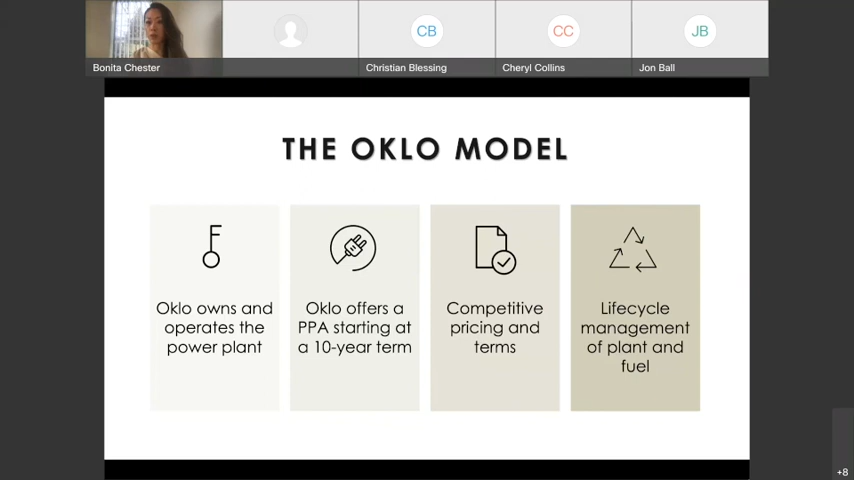 CB
CC
JB
Bonita Chester
Christian Blessing
Cheryl Collins
Jon Ball
THE OKLO MODEL
Oklo owns and
operates the
power plant
Oklo offers a
PPA starting at
a 10-year term
Competitive
pricing and
terms
Lifecycle
management
of plant and
fuel
+8